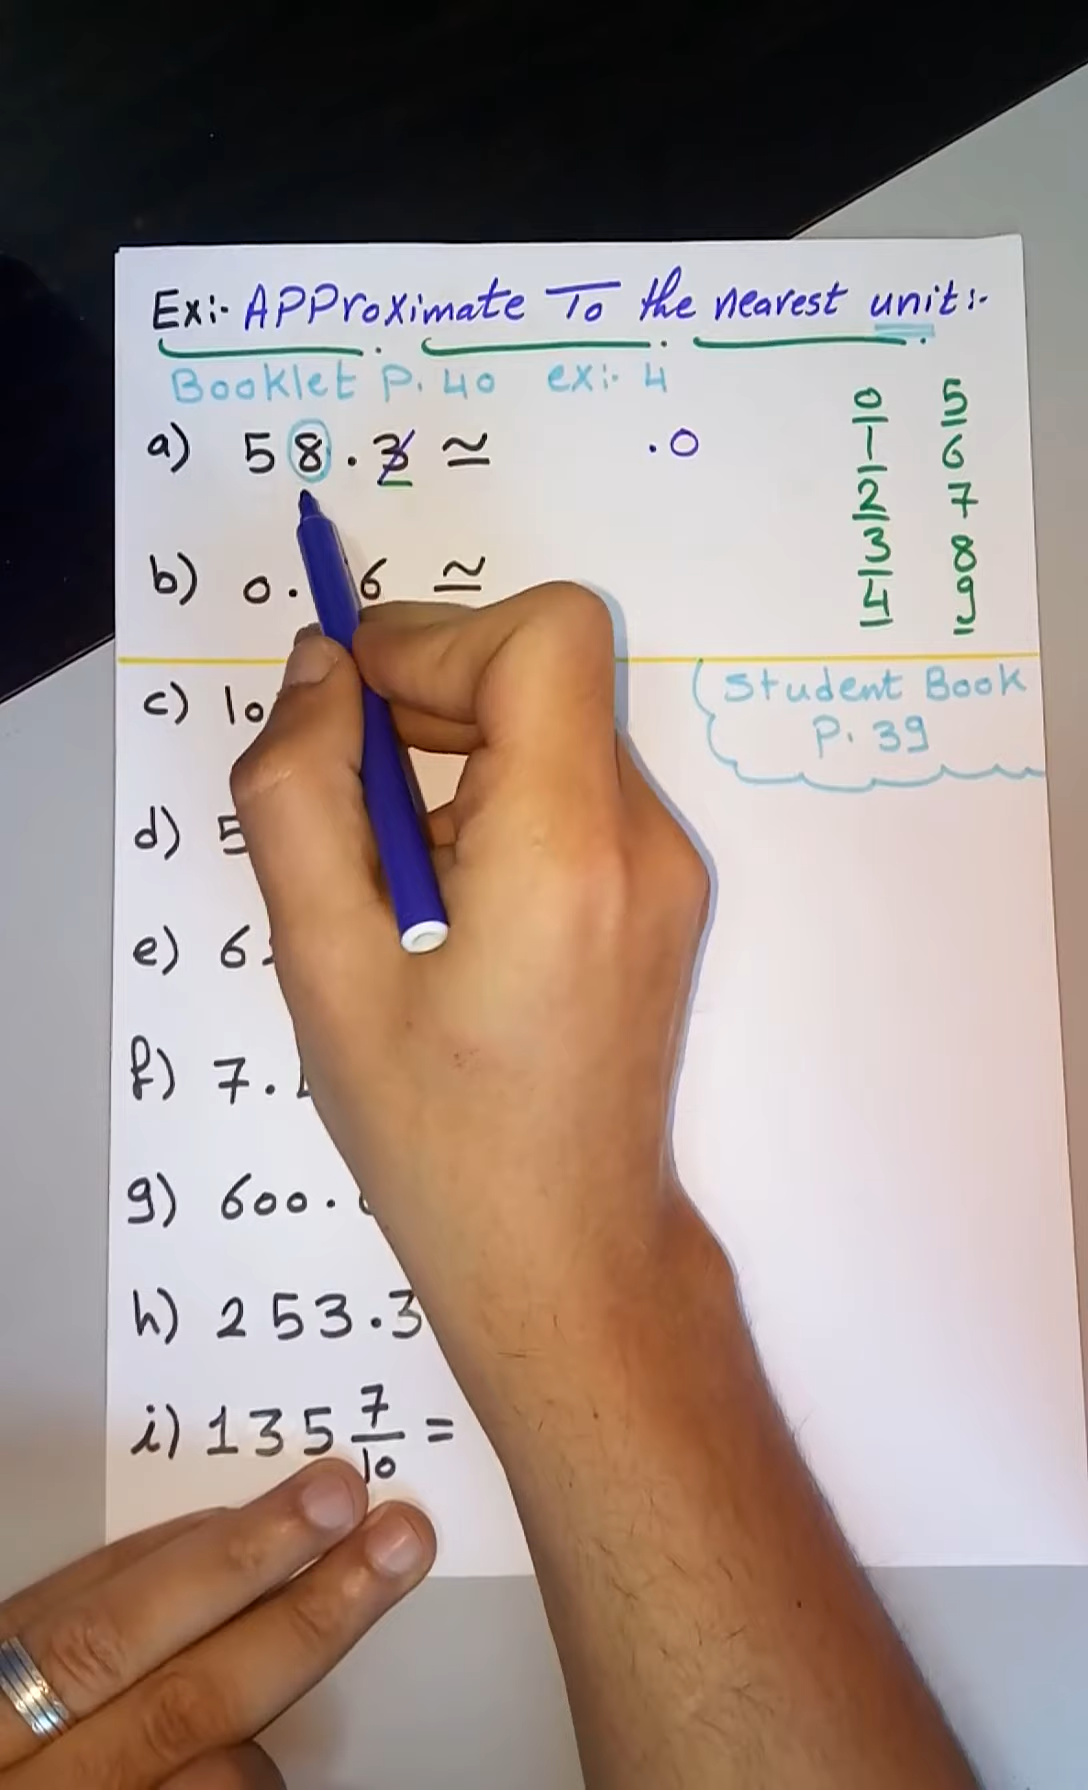 Ex:- APProximate To the nearest unit:-
Booklet P. 40 ex:- 4
a) 58.3 ≃ .0
b) 0. 6 ≃
0 5
1 6
2 7
3 8
4 9
Student Book
P. 39
c) 10
d) 5
e) 6
f) 7.
g) 600.
h) 253.3
i) 135 7/10 =